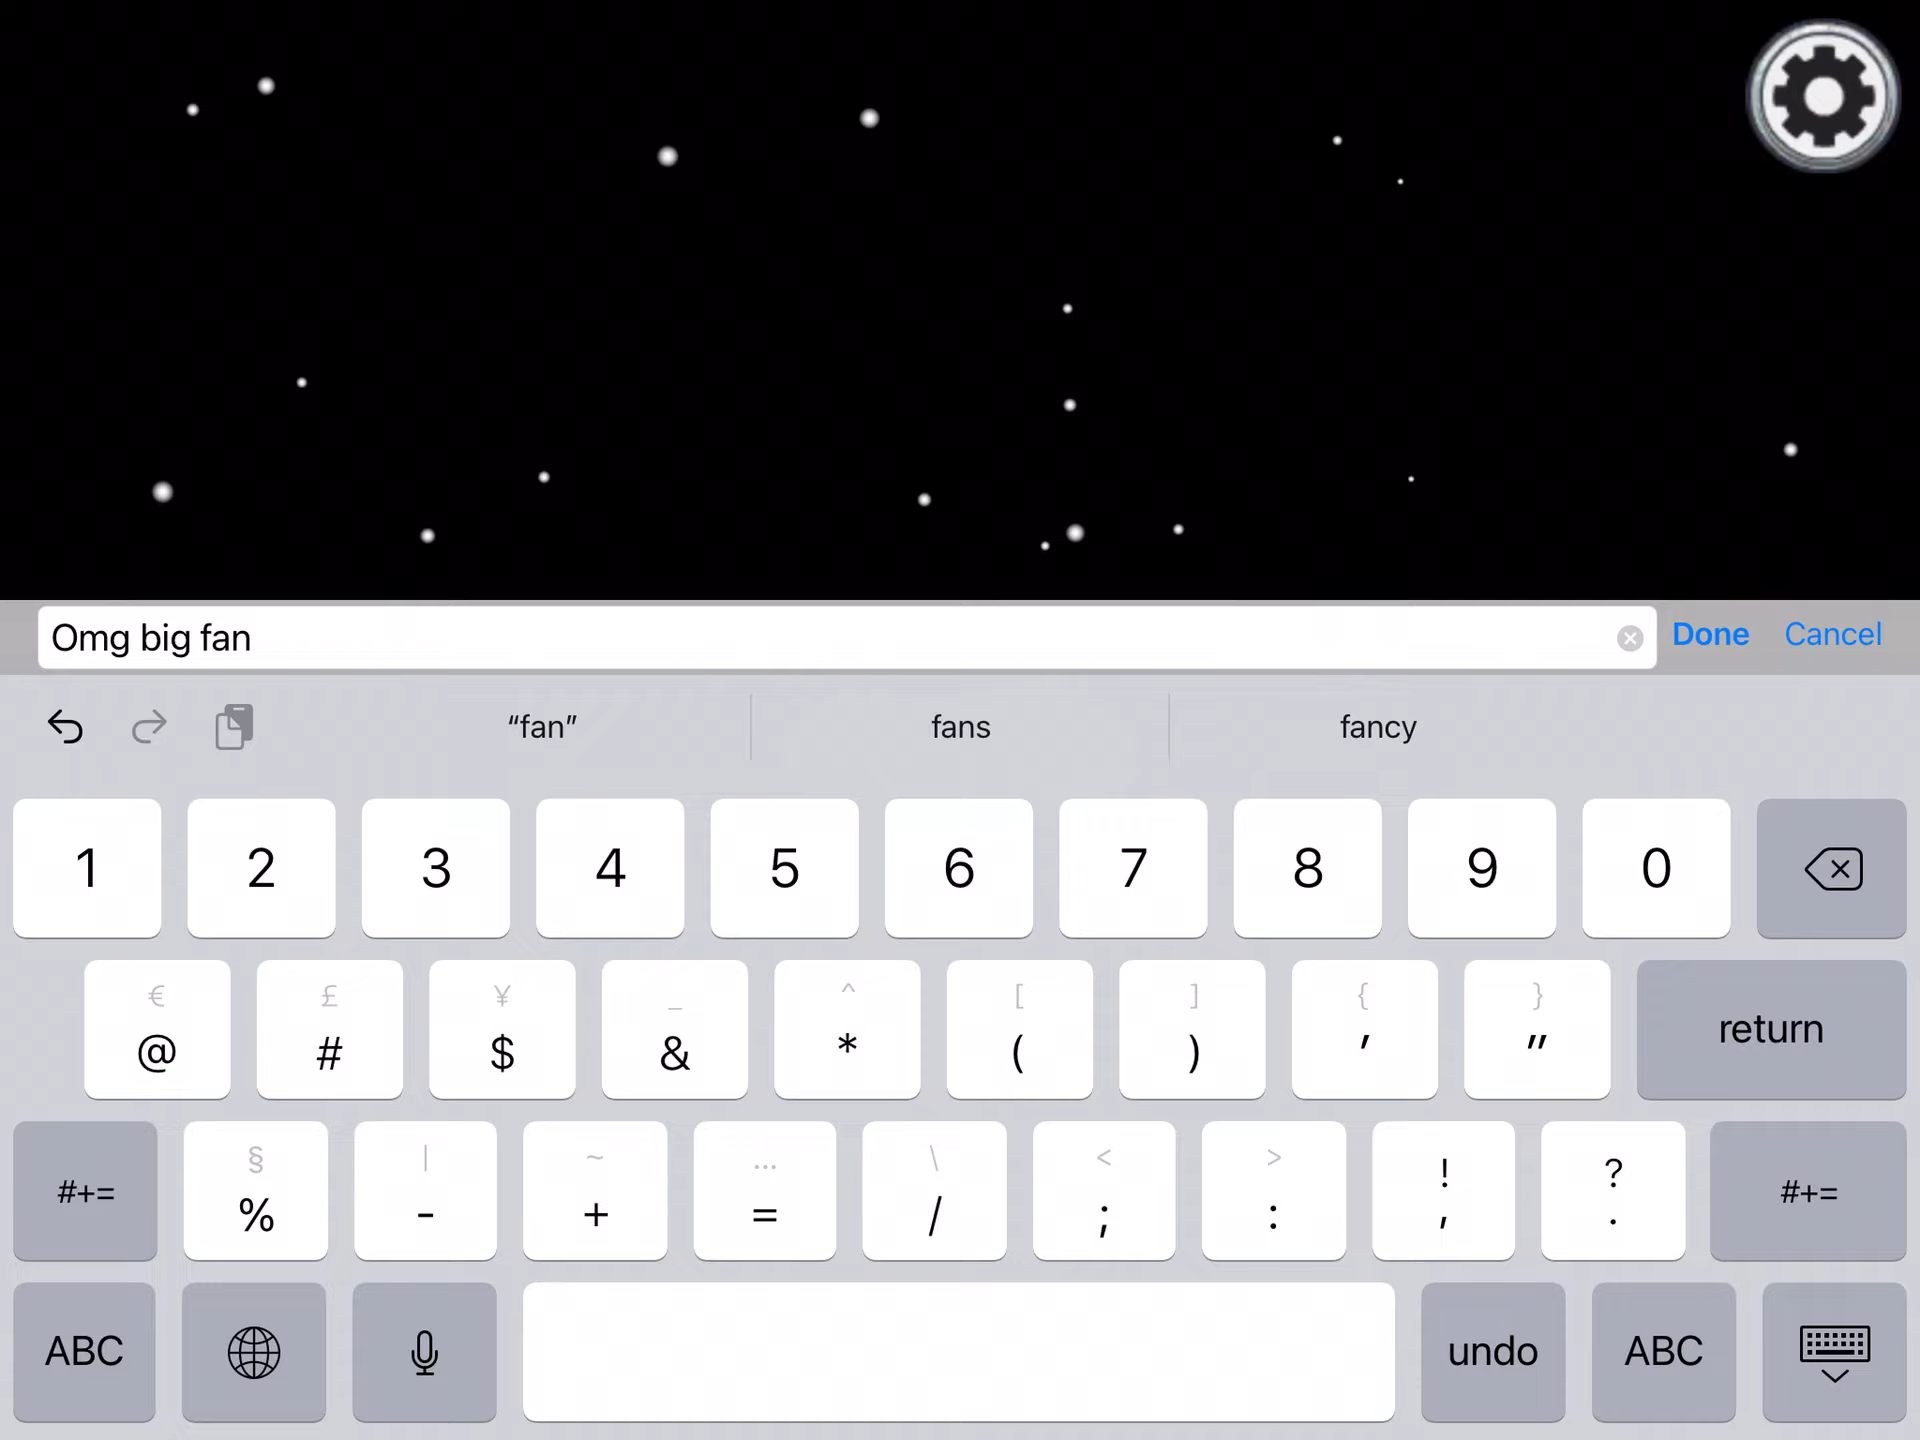 Omg big fan
Done
Cancel
“fan”
fans
fancy
1 2 3 4 5 6 7 8 9 0
€ £ ¥ _ ^ [ ] { }
@ # $ & * ( ) ' "
return
§ | ~ … \ < > ! ?
#+= % - + = / ; : , . #+=
ABC
undo
ABC